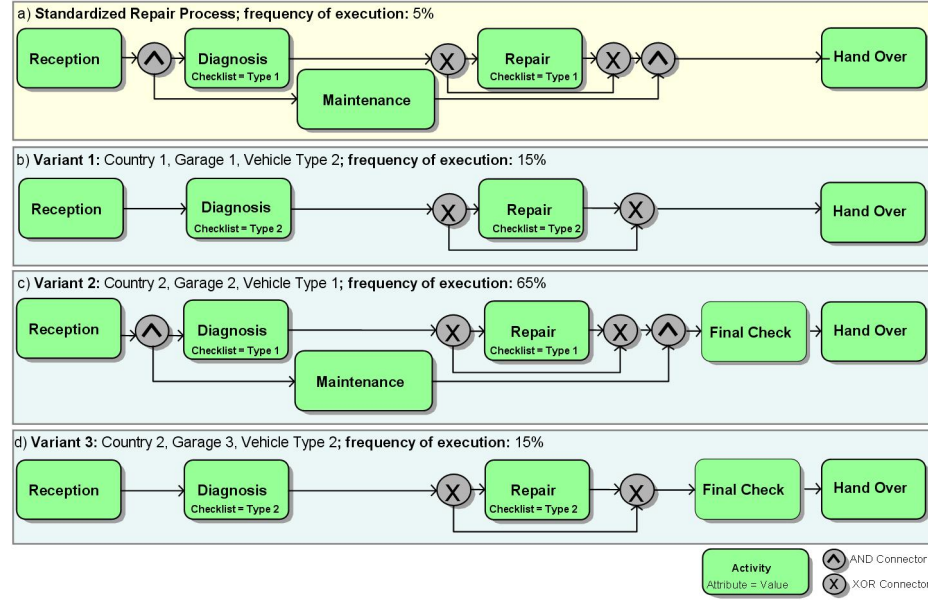 a) Standardized Repair Process; frequency of execution: 5%
Reception
Diagnosis
Checklist = Type 1
Maintenance
X
Repair
Checklist = Type 1
X
Hand Over
b) Variant 1: Country 1, Garage 1, Vehicle Type 2; frequency of execution: 15%
Reception
Diagnosis
Checklist = Type 2
X
Repair
Checklist = Type 2
X
Hand Over
c) Variant 2: Country 2, Garage 2, Vehicle Type 1; frequency of execution: 65%
Reception
Diagnosis
Checklist = Type 1
Maintenance
X
Repair
Checklist = Type 1
X
Final Check
Hand Over
d) Variant 3: Country 2, Garage 3, Vehicle Type 2; frequency of execution: 15%
Reception
Diagnosis
Checklist = Type 2
X
Repair
Checklist = Type 2
X
Final Check
Hand Over
Activity
Attribute = Value
AND Connector
X XOR Connector